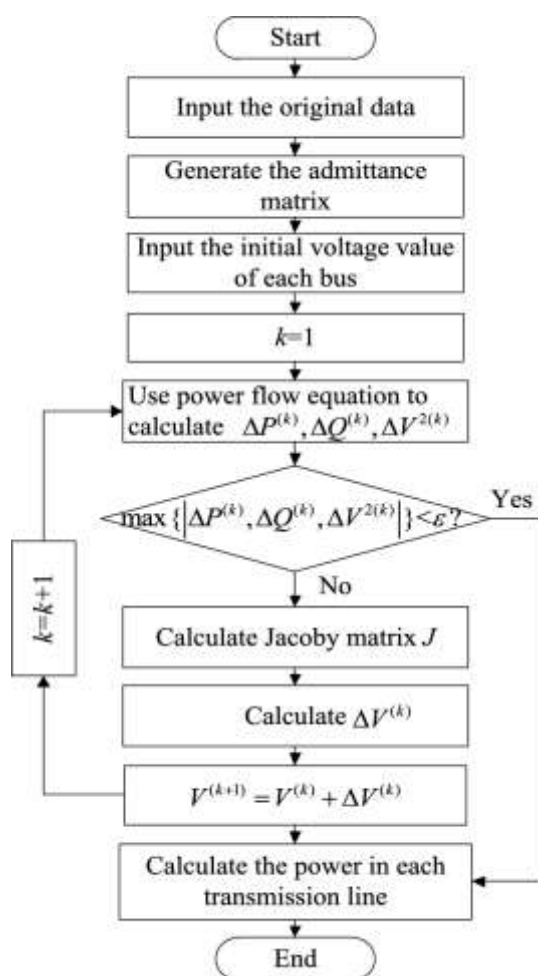 Start
Input the original data
Generate the admittance
matrix
Input the initial voltage value
of each bus
k=1
Use power flow equation to
calculate ΔP^(k), ΔQ^(k), ΔV^2(k)
max{|ΔP^(k), ΔQ^(k), ΔV^2(k)|}<ε?
Yes
No
k=k+1
Calculate Jacoby matrix J
Calculate ΔV^(k)
V^(k+1) = V^(k) + ΔV^(k)
Calculate the power in each
transmission line
End